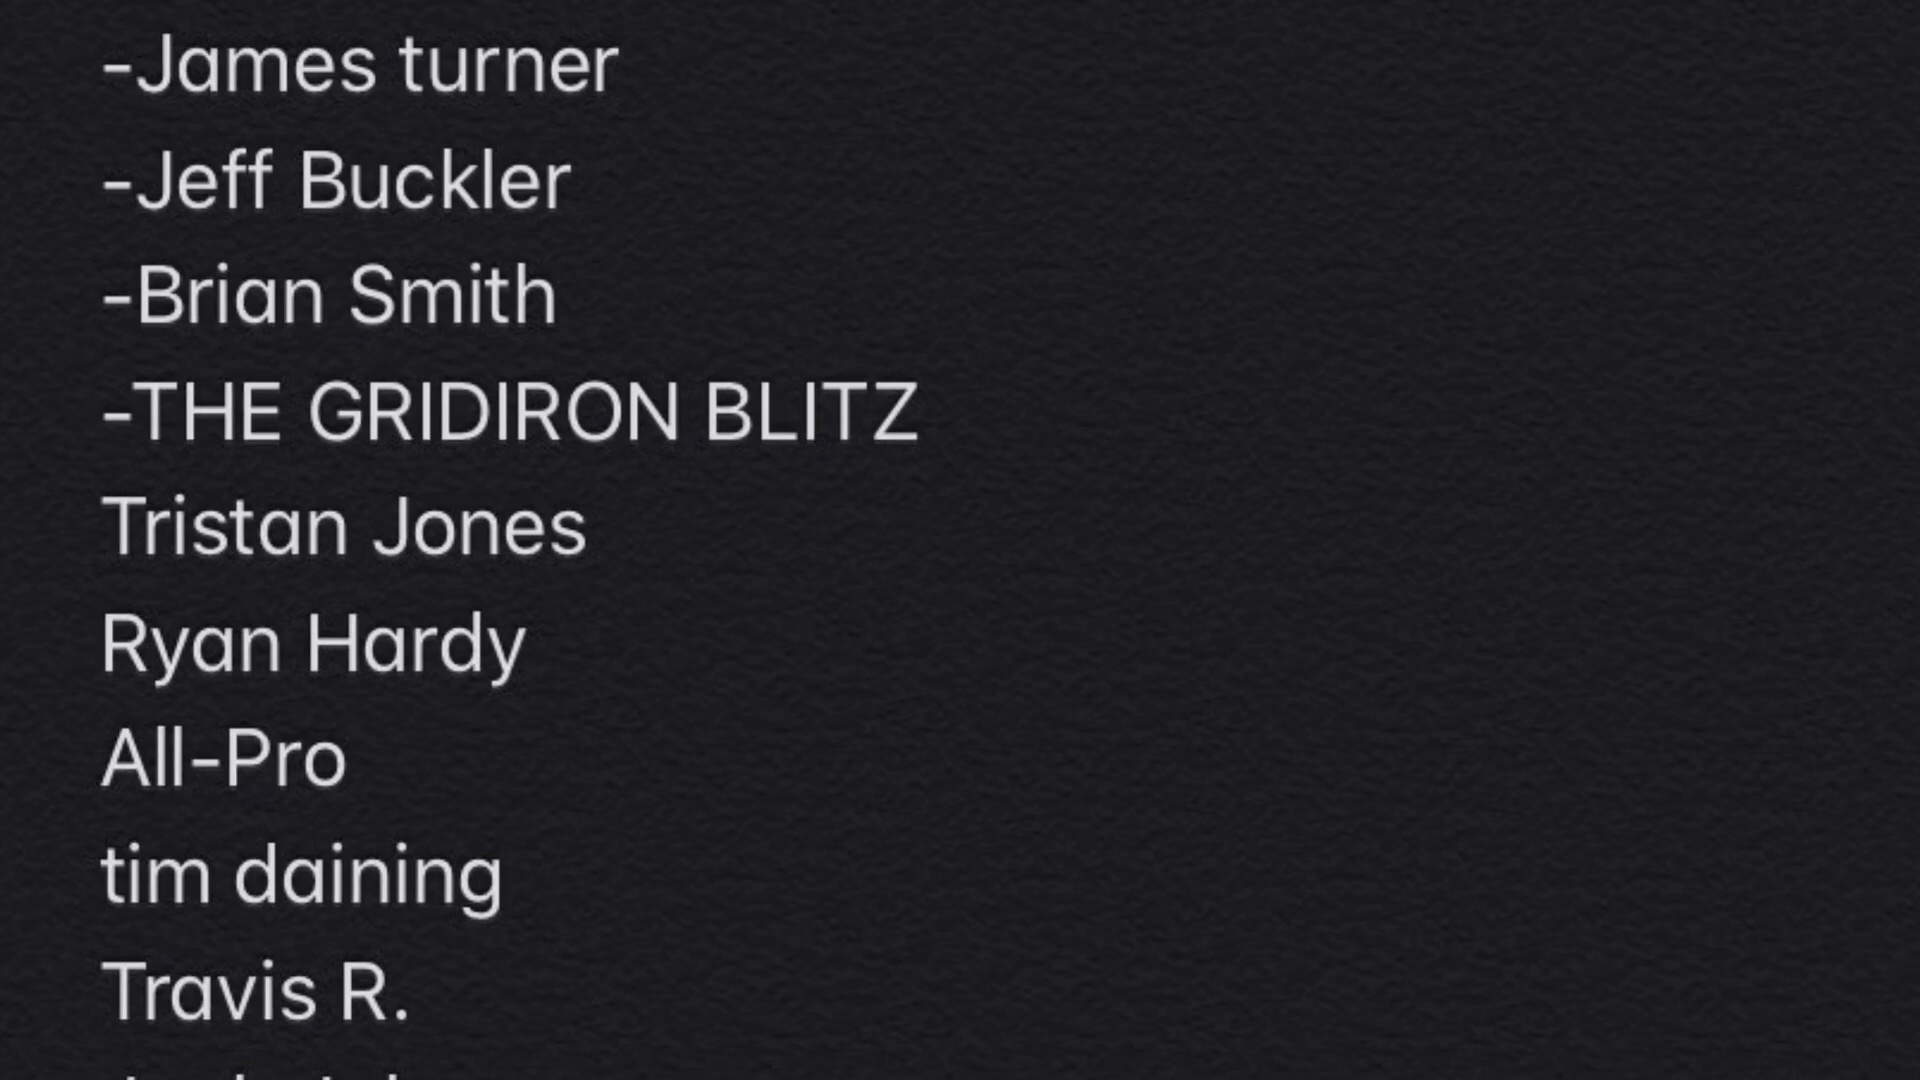 -James turner
-Jeff Buckler
-Brian Smith
-THE GRIDIRON BLITZ
Tristan Jones
Ryan Hardy
All-Pro
tim daining
Travis R.